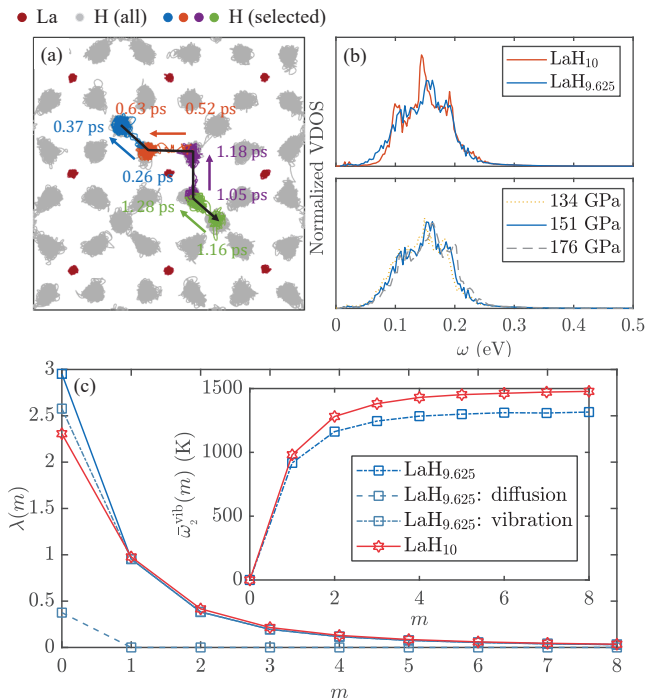 La H (all) H (selected)
(a)
0.63 ps 0.52 ps
0.37 ps
0.26 ps
1.18 ps
1.05 ps
1.28 ps
1.16 ps
(b)
LaH₁₀
LaH₉.₆₂₅
Normalized VDOS
134 GPa
151 GPa
176 GPa
0 0.1 0.2 0.3 0.4 0.5
ω (eV)
(c)
3
2.5
2
1.5
1
0.5
0
λ(m)
0 1 2 3 4 5 6 7 8
m
1500
1000
500
0
ω̄₂ᵛⁱᵇ(m) (K)
0 2 4 6 8
m
LaH₉.₆₂₅
LaH₉.₆₂₅: diffusion
LaH₉.₆₂₅: vibration
LaH₁₀